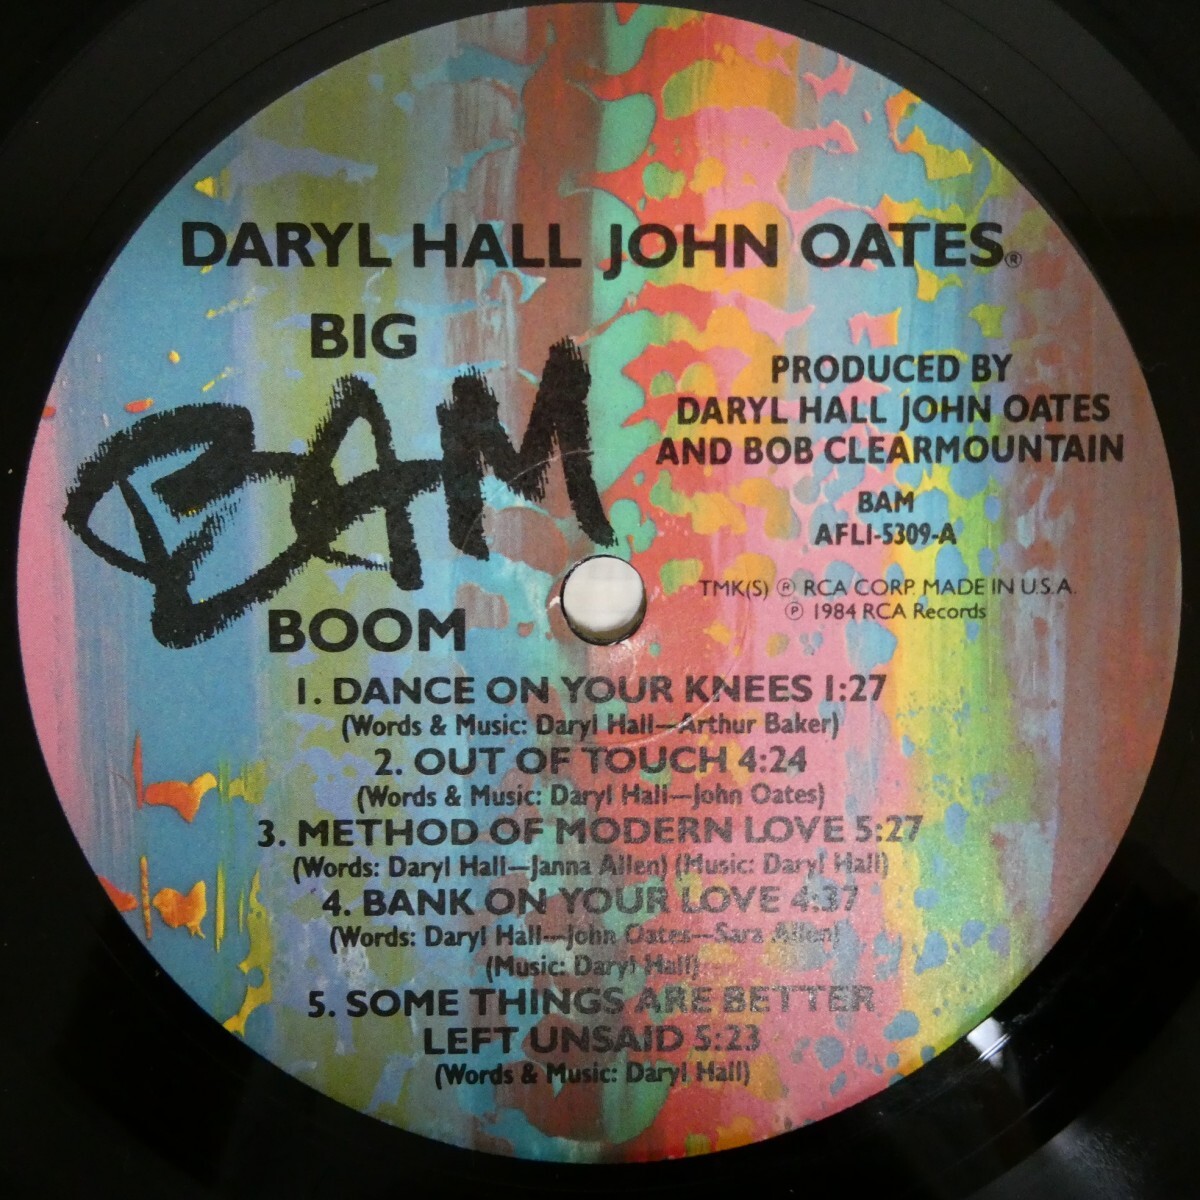 DARYL HALL JOHN OATES®
BIG
BAM
BOOM
PRODUCED BY
DARYL HALL JOHN OATES
AND BOB CLEARMOUNTAIN
BAM
AFL1-5309-A
TMK(S) ® RCA CORP. MADE IN U.S.A.
℗ 1984 RCA Records
1. DANCE ON YOUR KNEES 1:27
(Words & Music: Daryl Hall—Arthur Baker)
2. OUT OF TOUCH 4:24
(Words & Music: Daryl Hall—John Oates)
3. METHOD OF MODERN LOVE 5:27
(Words: Daryl Hall—Janna Allen) (Music: Daryl Hall)
4. BANK ON YOUR LOVE 4:37
(Words: Daryl Hall—John Oates—Sara Allen)
(Music: Daryl Hall)
5. SOME THINGS ARE BETTER
LEFT UNSAID 5:23
(Words & Music: Daryl Hall)